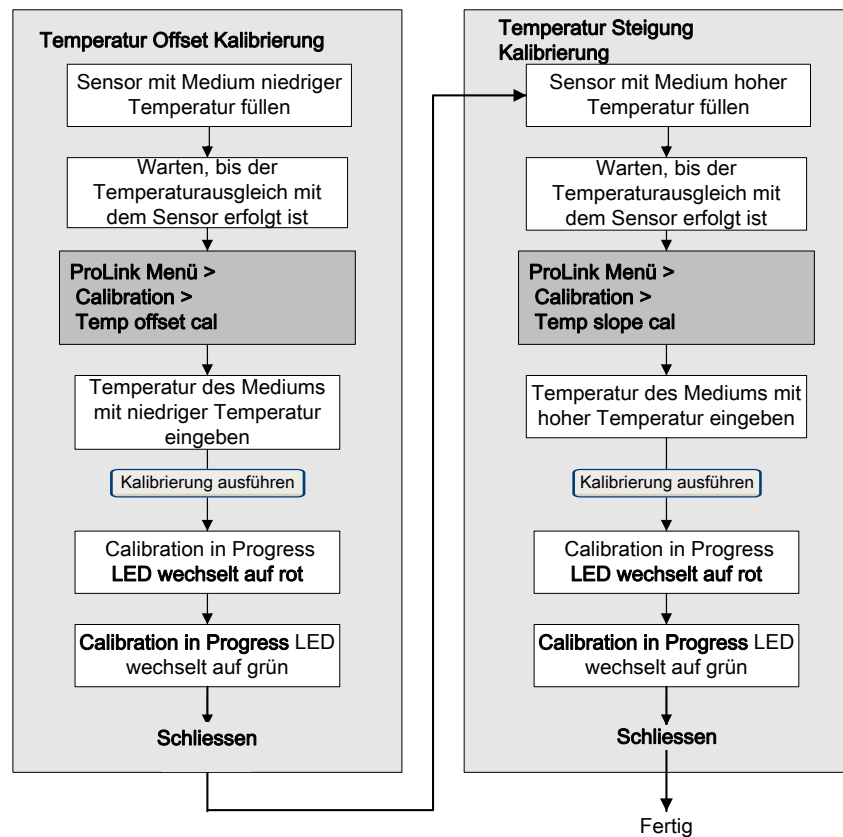 Temperatur Offset Kalibrierung
Sensor mit Medium niedriger
Temperatur füllen
Warten, bis der
Temperaturausgleich mit
dem Sensor erfolgt ist
ProLink Menü >
Calibration >
Temp offset cal
Temperatur des Mediums
mit niedriger Temperatur
eingeben
Kalibrierung ausführen
Calibration in Progress
LED wechselt auf rot
Calibration in Progress LED
wechselt auf grün
Schliessen
Temperatur Steigung
Kalibrierung
Sensor mit Medium hoher
Temperatur füllen
Warten, bis der
Temperaturausgleich mit
dem Sensor erfolgt ist
ProLink Menü >
Calibration >
Temp slope cal
Temperatur des Mediums mit
hoher Temperatur eingeben
Kalibrierung ausführen
Calibration in Progress
LED wechselt auf rot
Calibration in Progress LED
wechselt auf grün
Schliessen
Fertig